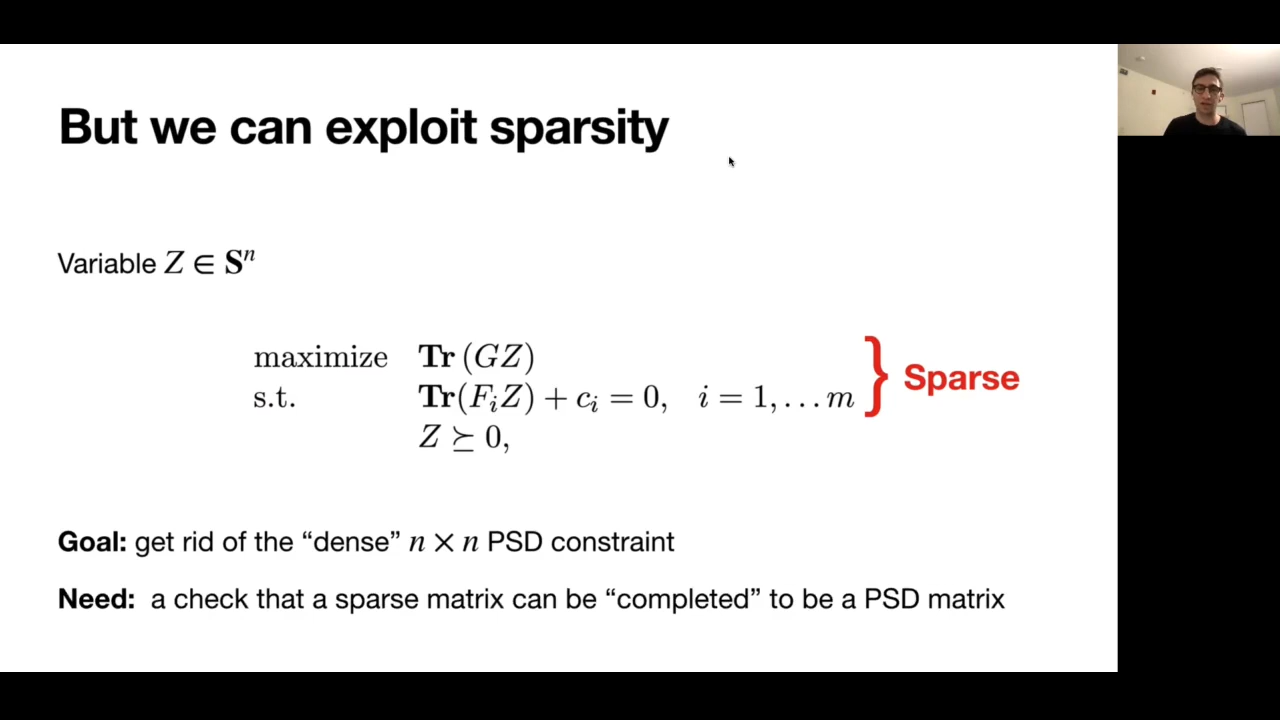 But we can exploit sparsity
Variable Z ∈ Sⁿ
maximize Tr (GZ)
s.t. Tr(FᵢZ) + cᵢ = 0, i = 1, . . . m
Z ⪰ 0,
} Sparse
Goal: get rid of the “dense” n × n PSD constraint
Need: a check that a sparse matrix can be “completed” to be a PSD matrix